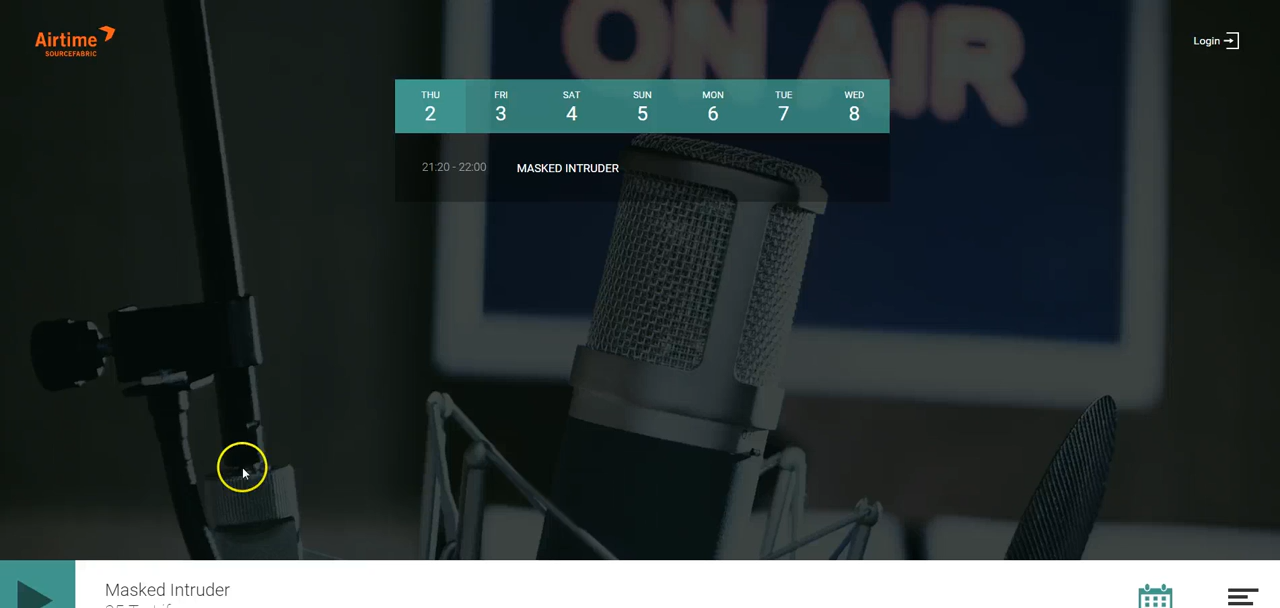 Airtime
SOURCEFABRIC
ON AIR
Login
THU FRI SAT SUN MON TUE WED
2 3 4 5 6 7 8
21:20 - 22:00 MASKED INTRUDER
Masked Intruder